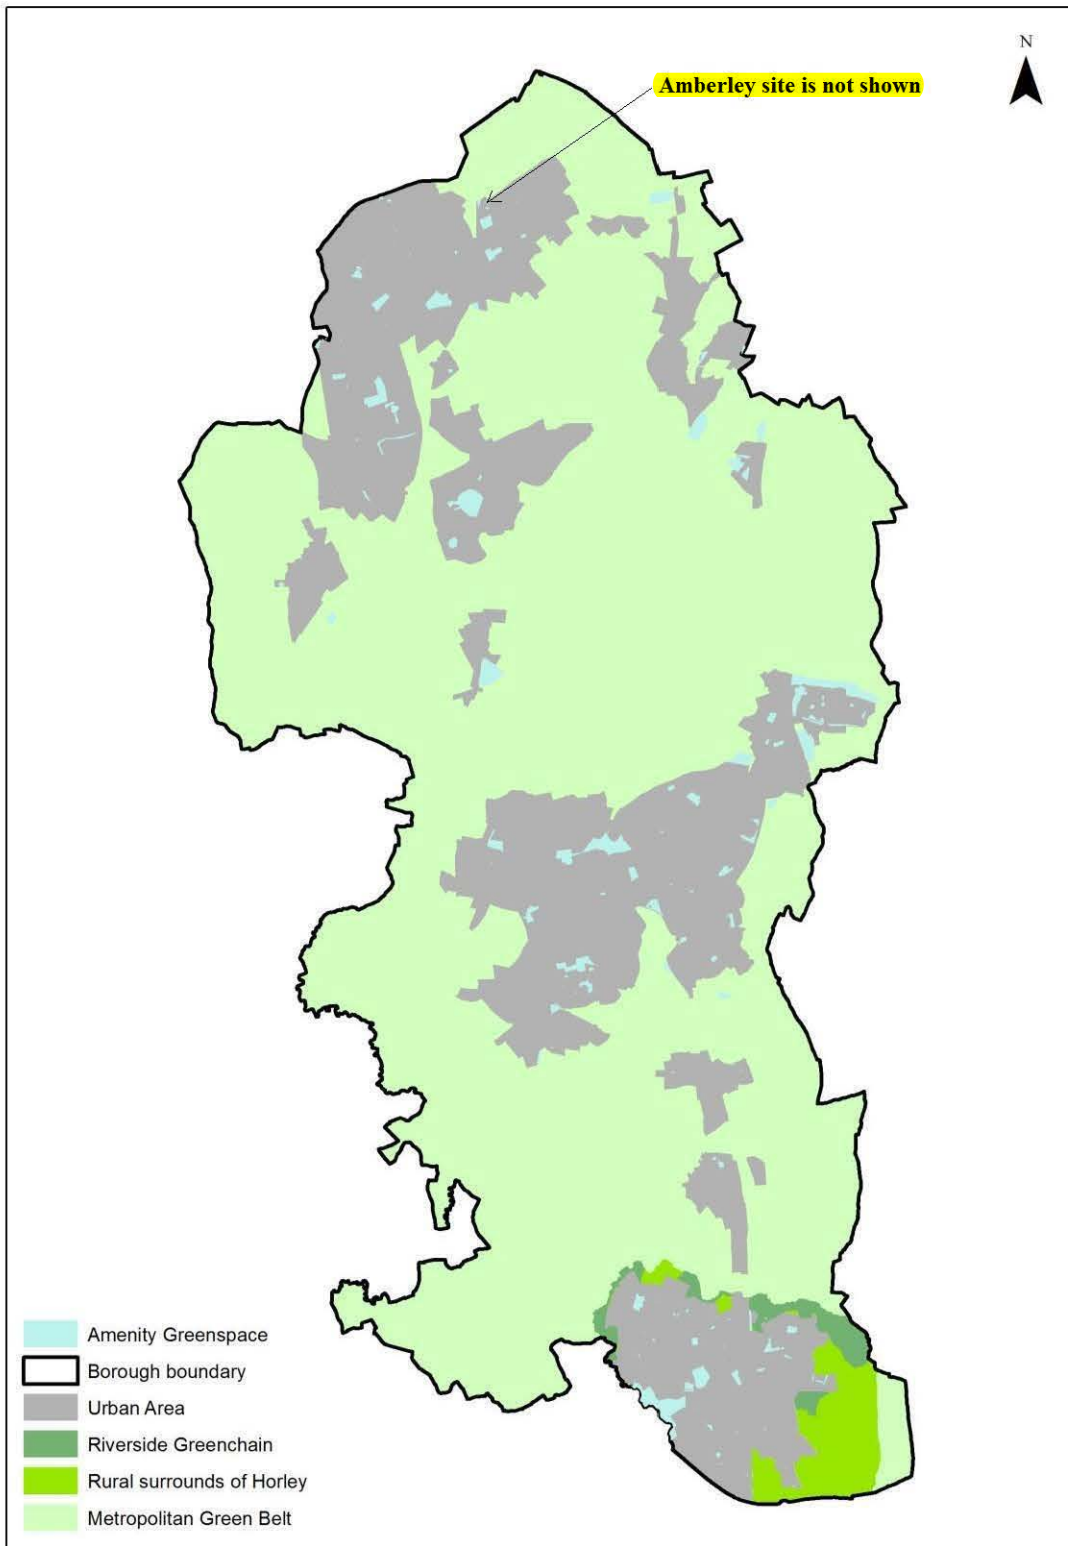 N
Amberley site is not shown
Amenity Greenspace
Borough boundary
Urban Area
Riverside Greenchain
Rural surrounds of Horley
Metropolitan Green Belt